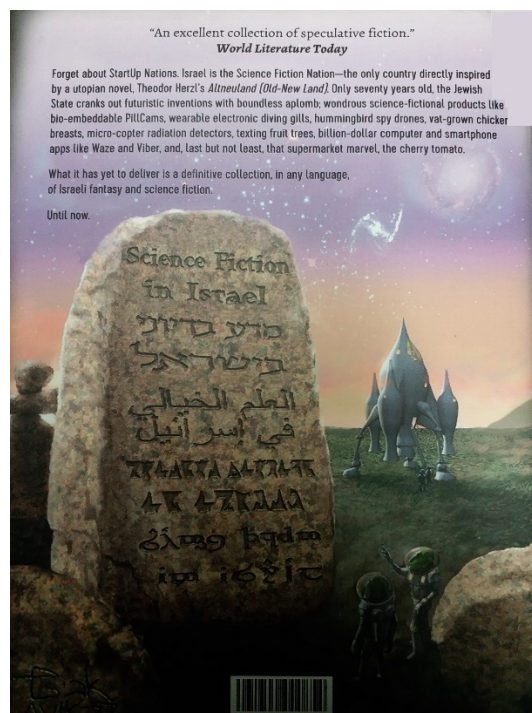 “An excellent collection of speculative fiction.”
World Literature Today
Forget about StartUp Nations. Israel is the Science Fiction Nation—the only country directly inspired
by a utopian novel, Theodor Herzl's Altneuland (Old-New Land). Only seventy years old, the Jewish
State cranks out futuristic inventions with boundless aplomb; wondrous science-fictional products like
bio-embeddable PillCams, wearable electronic diving gills, hummingbird spy drones, vat-grown chicken
breasts, micro-copter radiation detectors, texting fruit trees, billion-dollar computer and smartphone
apps like Waze and Viber, and, last but not least, that supermarket marvel, the cherry tomato.
What it has yet to deliver is a definitive collection, in any language,
of Israeli fantasy and science fiction.
Until now.
Science Fiction
in Israel
מדע בדיוני
בישראל
العلم الخيالي
في إسرائيل